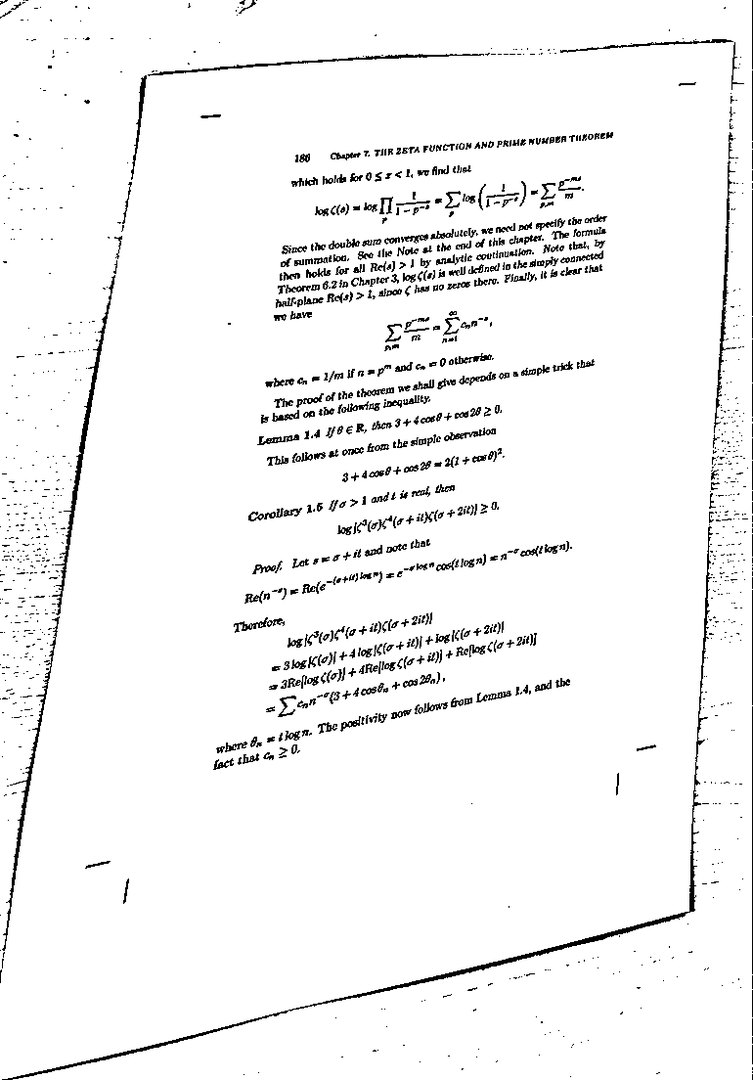 186 Chapter 7. THE ZETA FUNCTION AND PRIME NUMBER THEOREM
which holds for 0 ≤ x < 1, we find that
log ζ(s) = log ∏_p 1/(1 − p^{−s}) = ∑_p log (1/(1 − p^{−s})) = ∑_{p,m} p^{−ms}/m.
Since the double sum converges absolutely, we need not specify the order
of summation. See the Note at the end of this chapter. The formula
then holds for all Re(s) > 1 by analytic continuation. Note that, by
Theorem 6.2 in Chapter 3, log ζ(s) is well defined in the simply connected
half-plane Re(s) > 1, since ζ has no zeros there. Finally, it is clear that
we have
∑_{p,m} p^{−ms}/m = ∑_{n=1}^{∞} c_n n^{−s},
where c_n = 1/m if n = p^m and c_n = 0 otherwise.
The proof of the theorem we shall give depends on a simple trick that
is based on the following inequality.
Lemma 1.4 If θ ∈ R, then 3 + 4 cos θ + cos 2θ ≥ 0.
This follows at once from the simple observation
3 + 4 cos θ + cos 2θ = 2(1 + cos θ)^2.
Corollary 1.5 If σ > 1 and t is real, then
log |ζ^3(σ)ζ^4(σ + it)ζ(σ + 2it)| ≥ 0.
Proof. Let s = σ + it and note that
Re(n^{−s}) = Re(e^{−(σ+it) log n}) = e^{−σ log n} cos(t log n) = n^{−σ} cos(t log n).
Therefore,
log |ζ^3(σ)ζ^4(σ + it)ζ(σ + 2it)|
= 3 log |ζ(σ)| + 4 log |ζ(σ + it)| + log |ζ(σ + 2it)|
= 3Re[log ζ(σ)] + 4Re[log ζ(σ + it)] + Re[log ζ(σ + 2it)]
= ∑ c_n n^{−σ}(3 + 4 cos θ_n + cos 2θ_n),
where θ_n = t log n. The positivity now follows from Lemma 1.4, and the
fact that c_n ≥ 0.